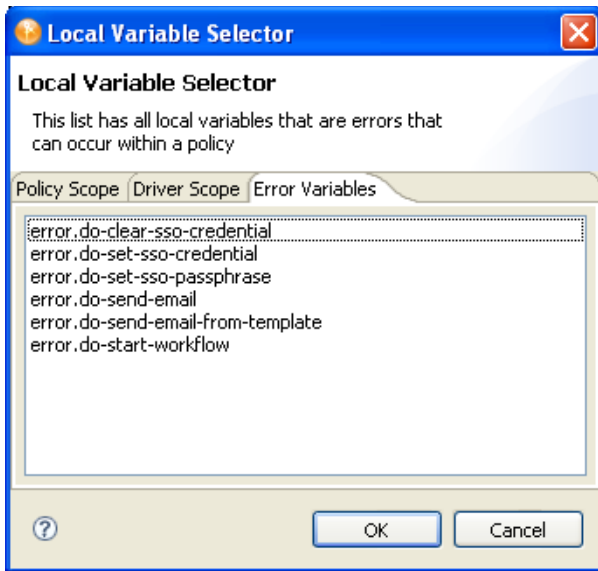 Local Variable Selector
Local Variable Selector
This list has all local variables that are errors that
can occur within a policy
Policy Scope Driver Scope Error Variables
error.do-clear-sso-credential
error.do-set-sso-credential
error.do-set-sso-passphrase
error.do-send-email
error.do-send-email-from-template
error.do-start-workflow
? OK Cancel